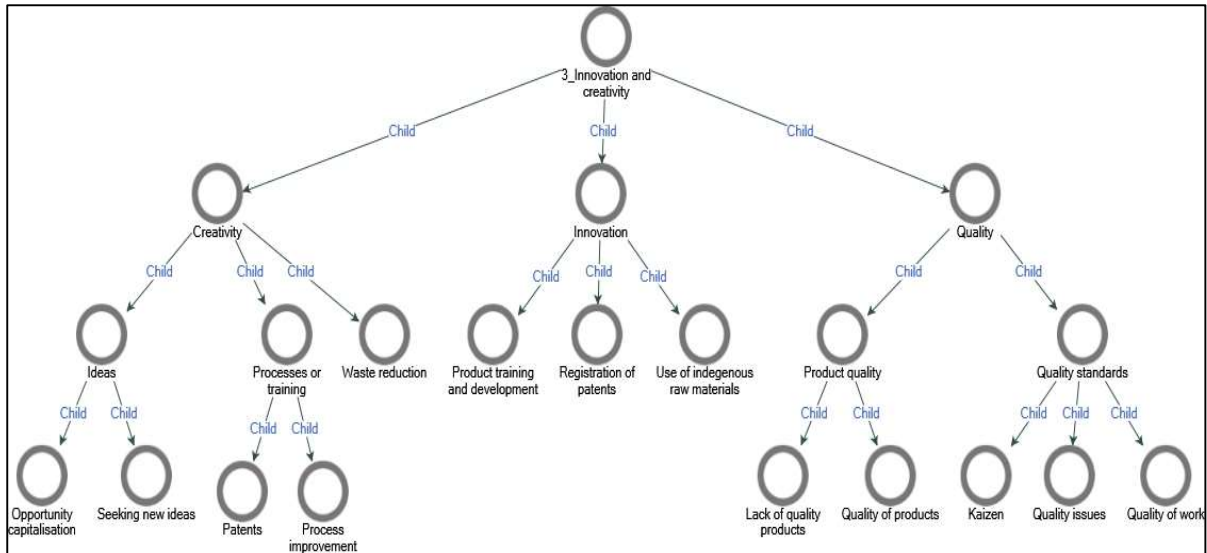 3_Innovation and
creativity
Child
Child
Child
Creativity
Innovation
Quality
Child
Child
Child
Child
Child
Child
Child
Child
Ideas
Processes or
training
Waste reduction
Product training
and development
Registration of
patents
Use of indegenous
raw materials
Product quality
Quality standards
Child
Child
Child
Child
Child
Child
Child
Child
Child
Opportunity
capitalisation
Seeking new ideas
Patents
Process
improvement
Lack of quality
products
Quality of products
Kaizen
Quality issues
Quality of work